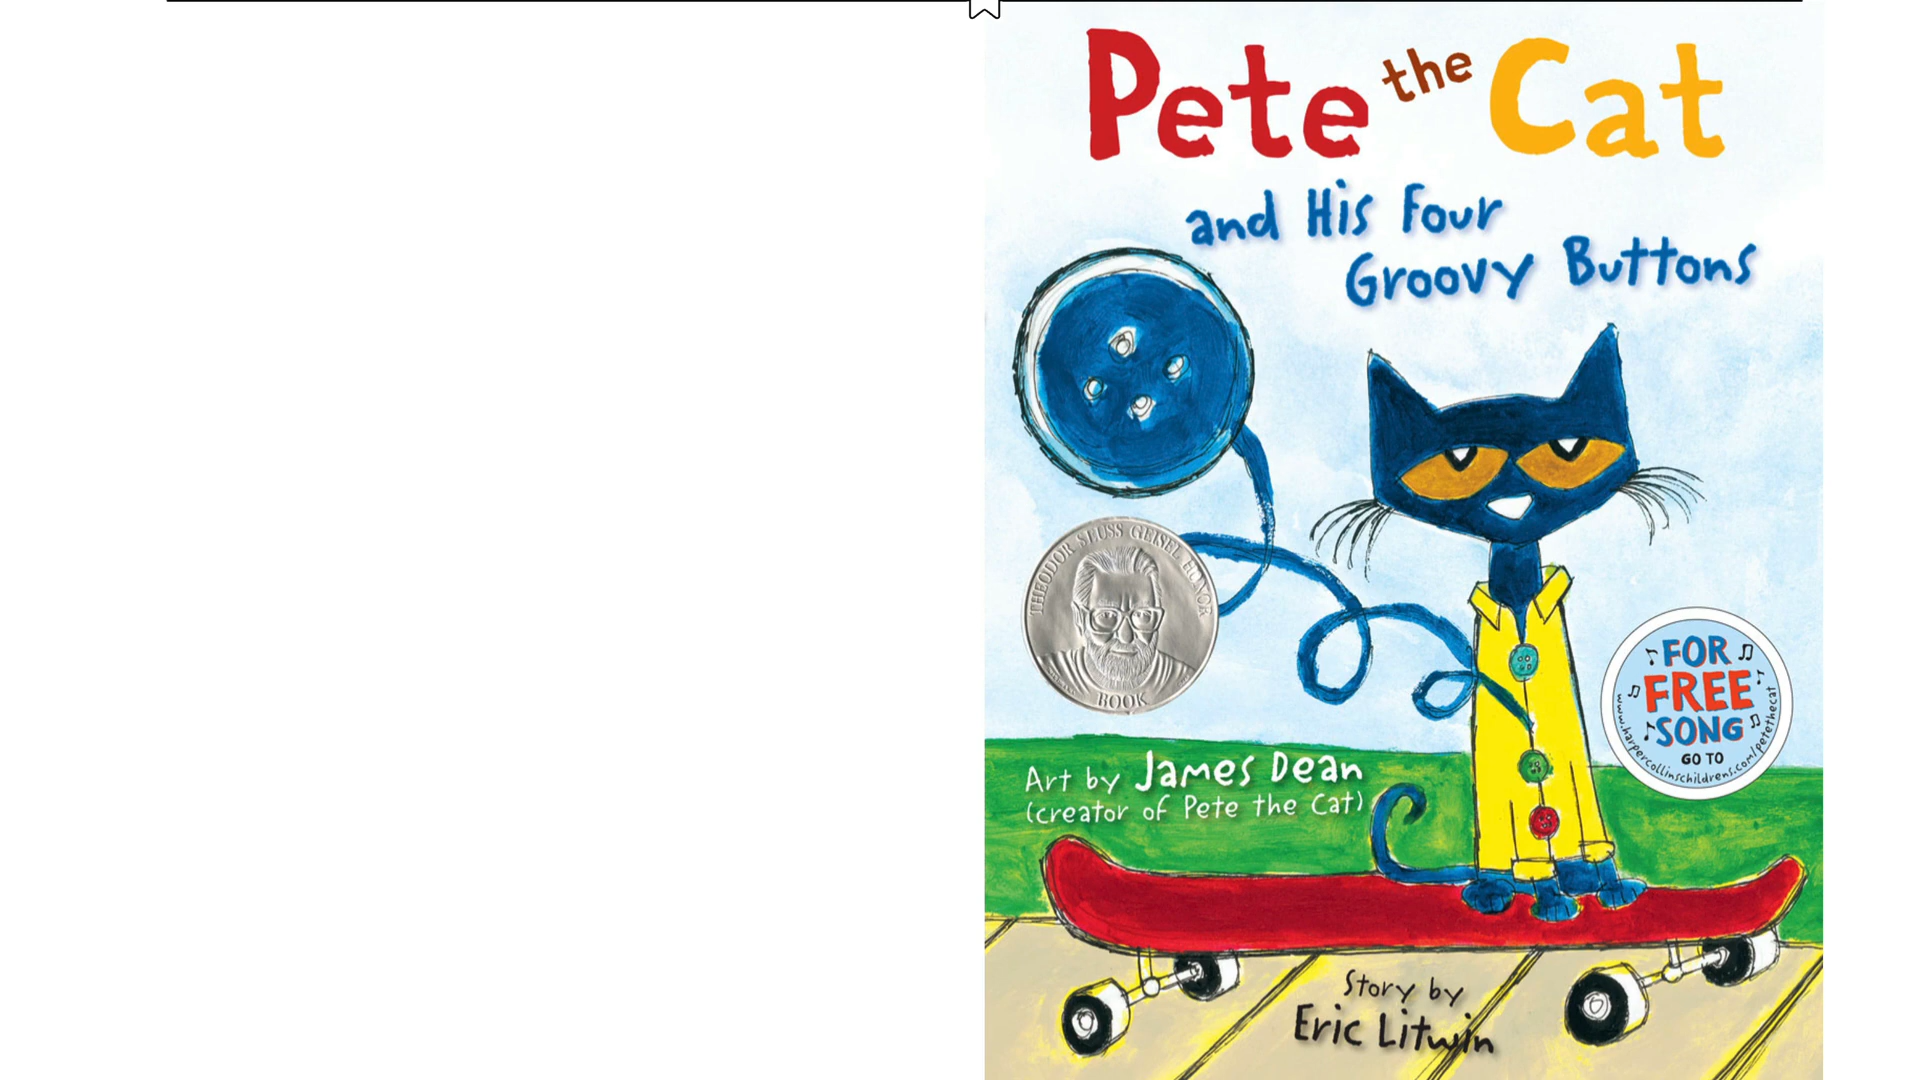 Pete the Cat
and His Four
Groovy Buttons
THEODOR SEUSS GEISEL HONOR
BOOK
FOR
FREE
SONG
GO TO
www.harpercollinschildrens.com/petethecat
Art by James Dean
(creator of Pete the Cat)
Story by
Eric Litwin